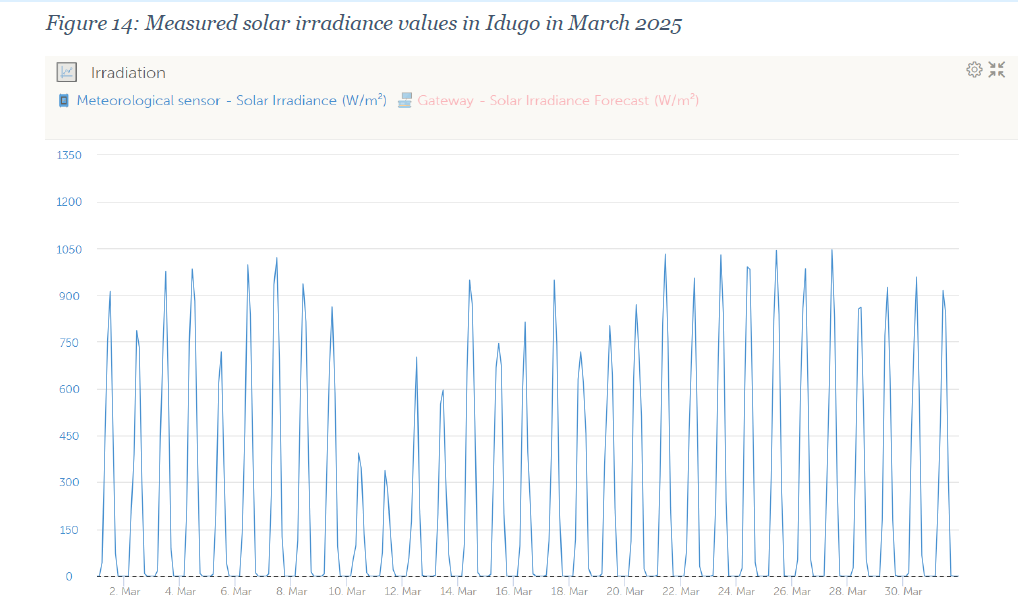 Figure 14: Measured solar irradiance values in Idugo in March 2025
Irradiation
Meteorological sensor - Solar Irradiance (W/m²) Gateway - Solar Irradiance Forecast (W/m²)
1350
1200
1050
900
750
600
450
300
150
0
2. Mar 4. Mar 6. Mar 8. Mar 10. Mar 12. Mar 14. Mar 16. Mar 18. Mar 20. Mar 22. Mar 24. Mar 26. Mar 28. Mar 30. Mar